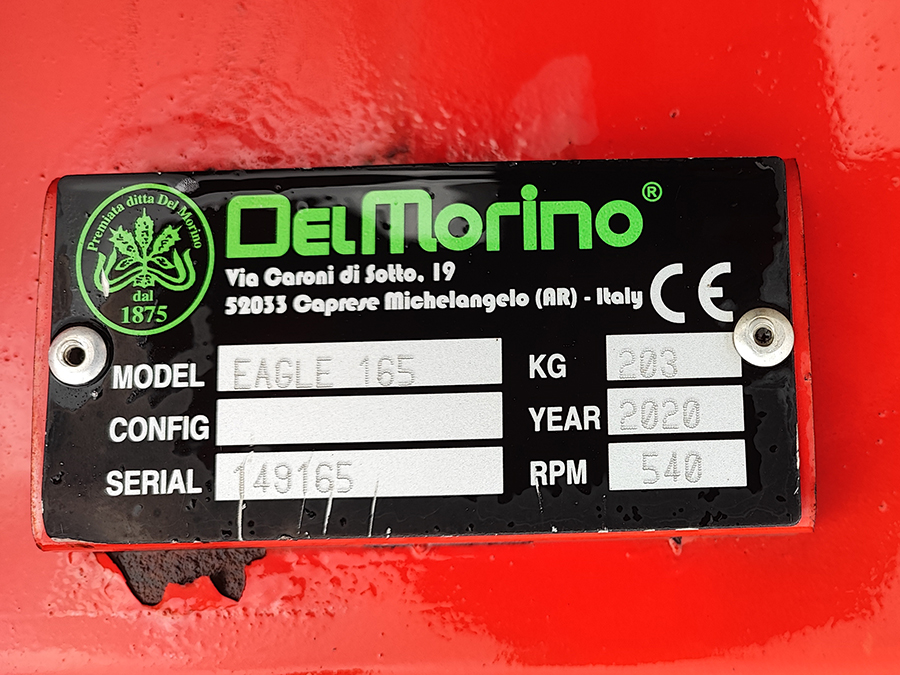 Premiata ditta Del Morino
dal
1875
DelMorino®
Via Caroni di Sotto, 19
52033 Caprese Michelangelo (AR) - Italy
CE
MODEL EAGLE 165
KG 203
CONFIG
YEAR 2020
SERIAL 149165
RPM 540